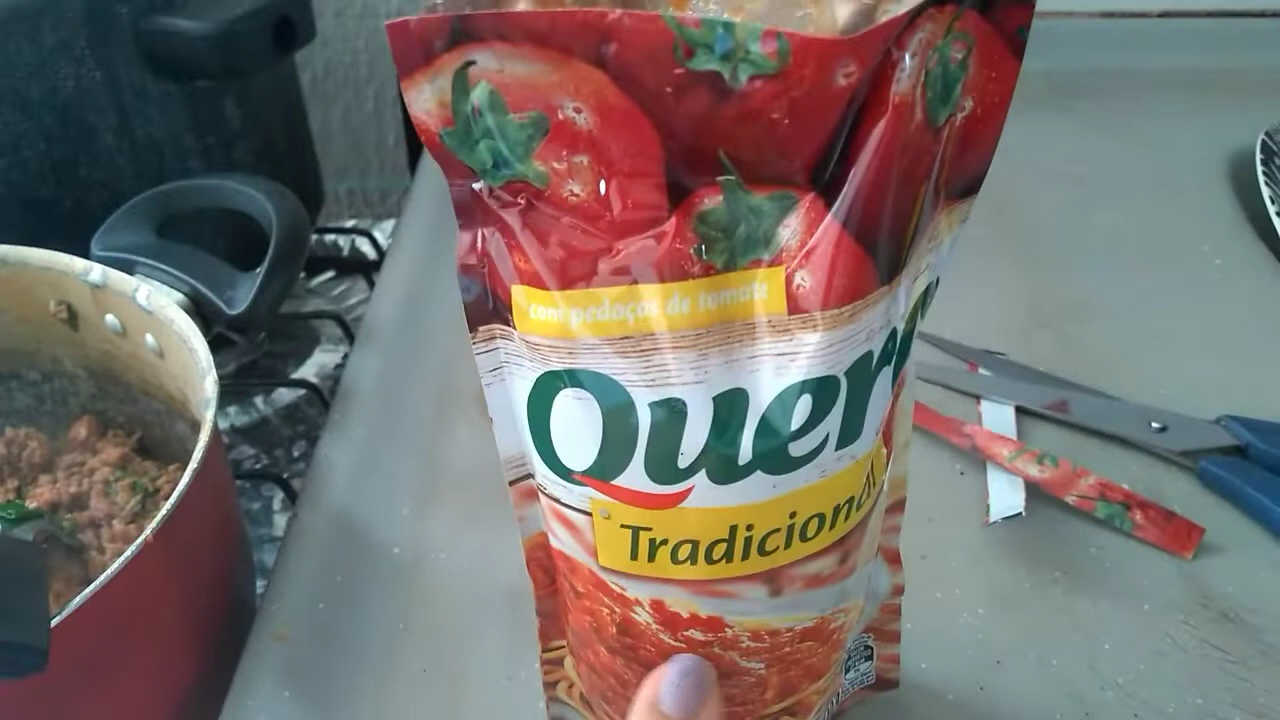 com pedaços de tomate
Quero
Tradicional